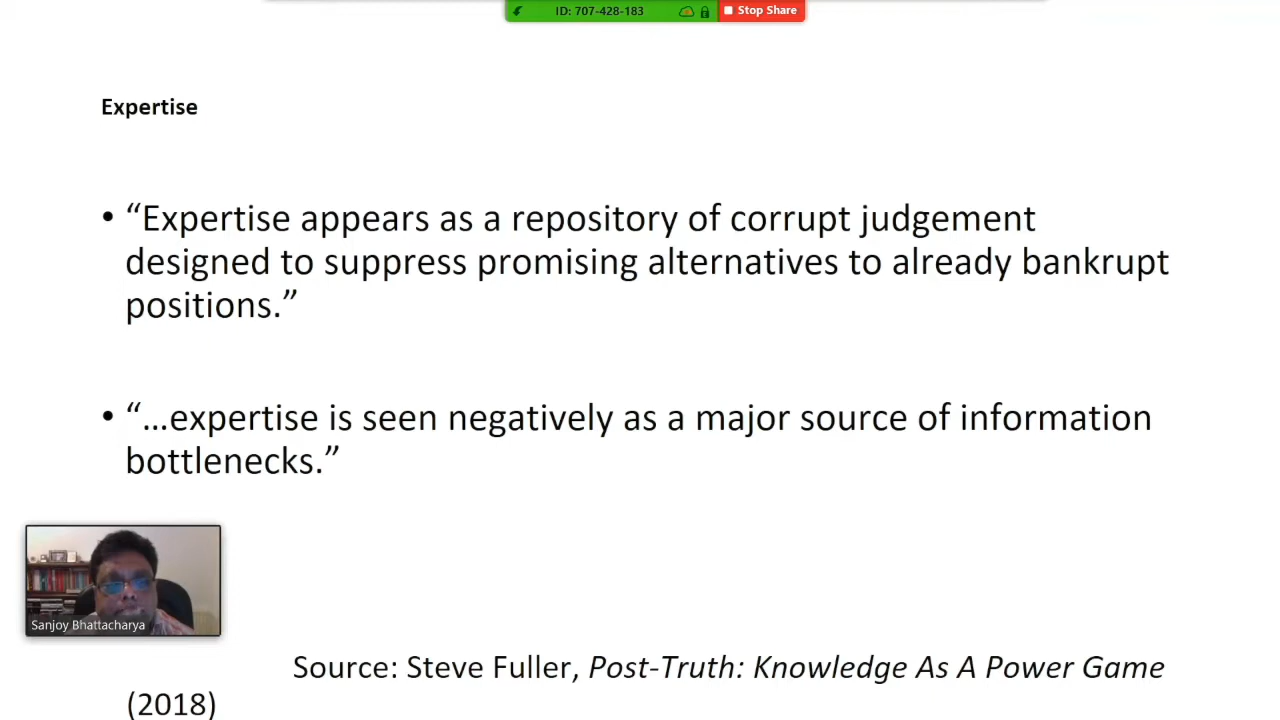 ID: 707-428-183
Stop Share
Expertise
• “Expertise appears as a repository of corrupt judgement
designed to suppress promising alternatives to already bankrupt
positions.”
• “…expertise is seen negatively as a major source of information
bottlenecks.”
Sanjoy Bhattacharya
Source: Steve Fuller, Post-Truth: Knowledge As A Power Game
(2018)